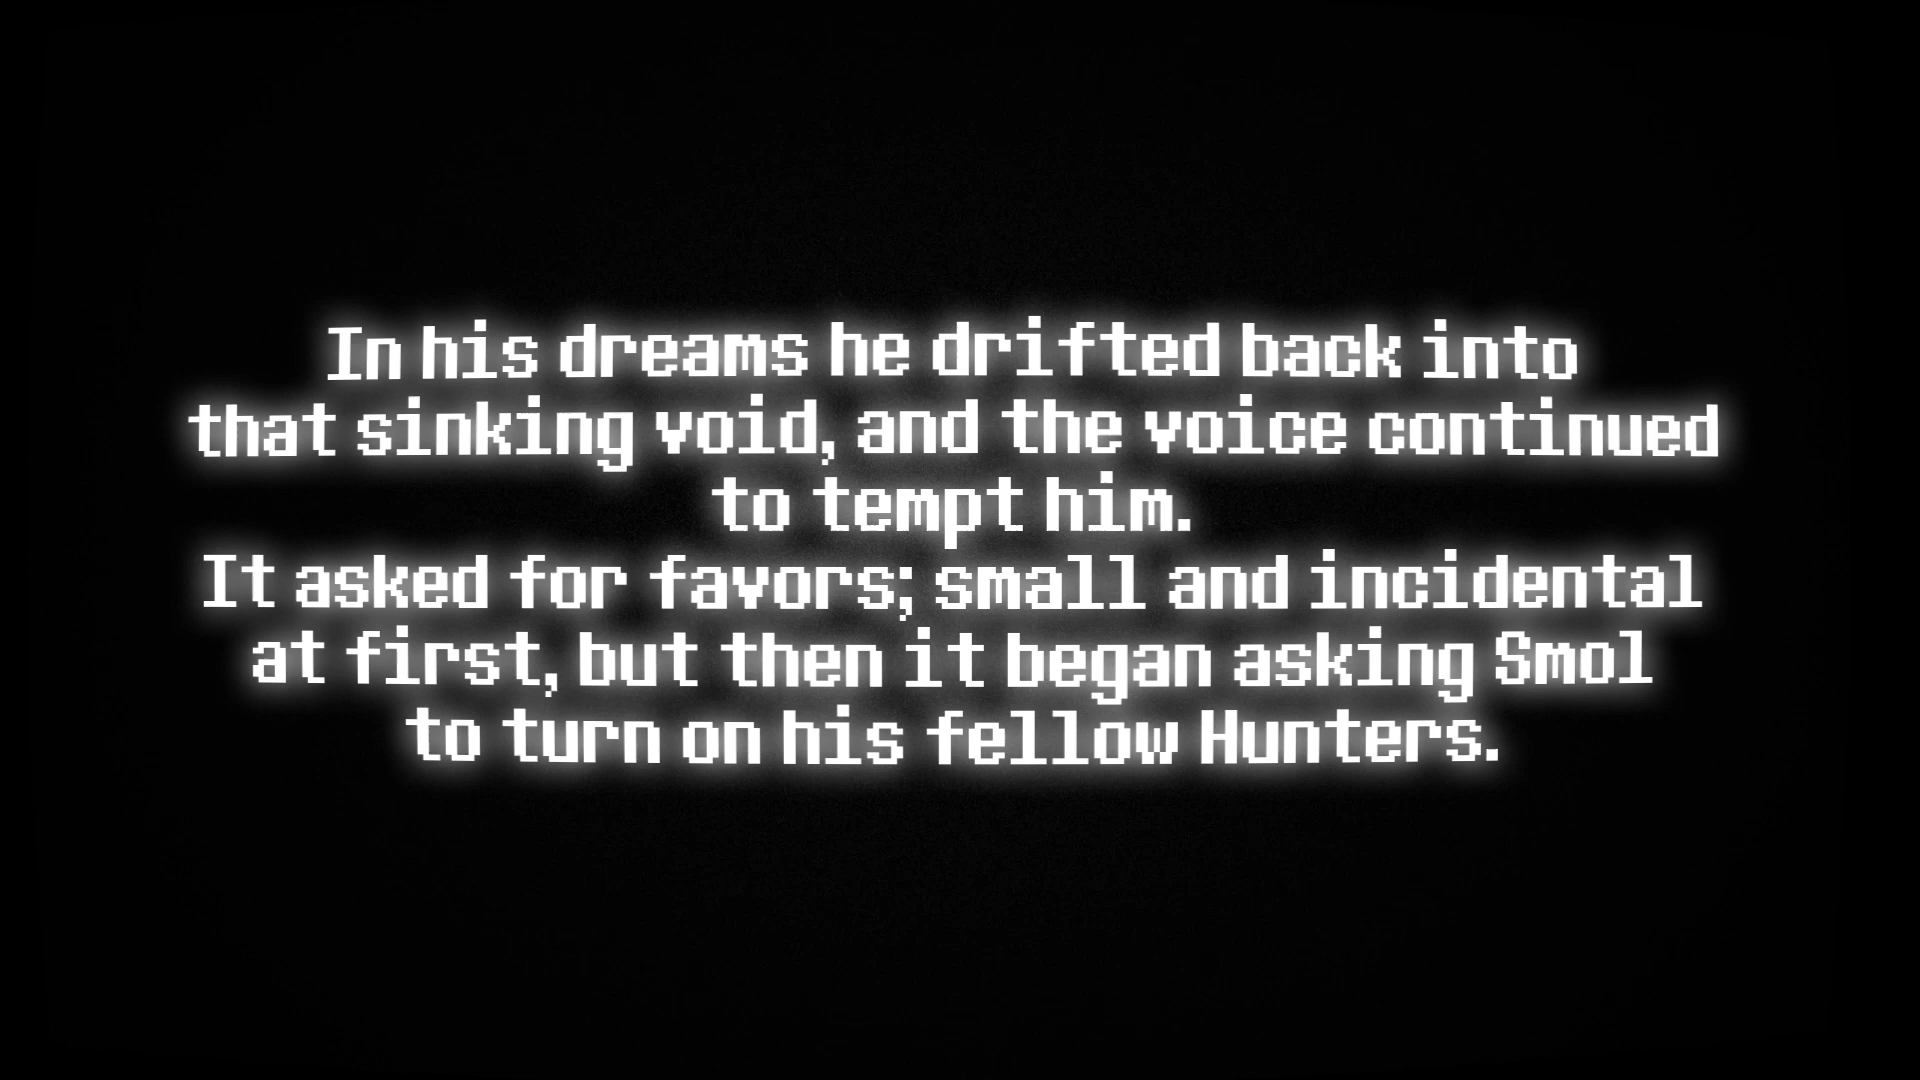 In his dreams he drifted back into
that sinking void, and the voice continued
to tempt him.
It asked for favors; small and incidental
at first, but then it began asking Smol
to turn on his fellow Hunters.